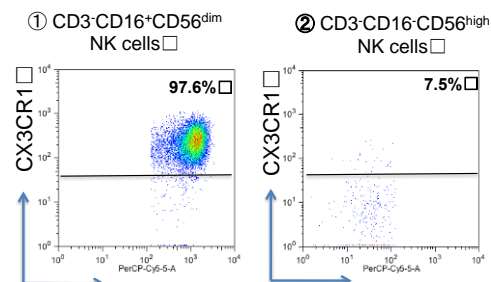 ① CD3-CD16+CD56dim
NK cells□
97.6%□
CX3CR1 □
10⁴
10³
10²
10¹
10⁰
10⁰ 10¹ 10² 10³ 10⁴
PerCP-Cy5-5-A
② CD3-CD16-CD56high
NK cells□
7.5%□
CX3CR1 □
10⁴
10³
10²
10¹
10⁰
10⁰ 10¹ 10² 10³ 10⁴
PerCP-Cy5-5-A